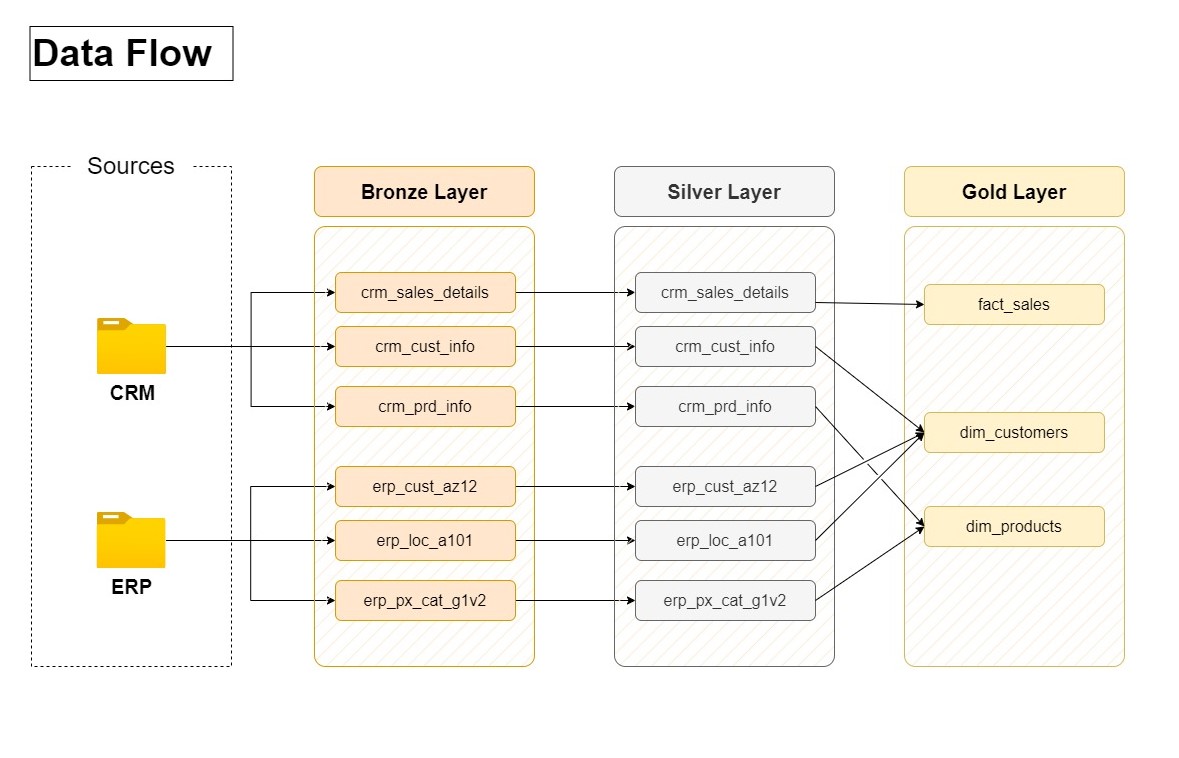 Data Flow
Sources
Bronze Layer
Silver Layer
Gold Layer
CRM
ERP
crm_sales_details
crm_cust_info
crm_prd_info
erp_cust_az12
erp_loc_a101
erp_px_cat_g1v2
crm_sales_details
crm_cust_info
crm_prd_info
erp_cust_az12
erp_loc_a101
erp_px_cat_g1v2
fact_sales
dim_customers
dim_products